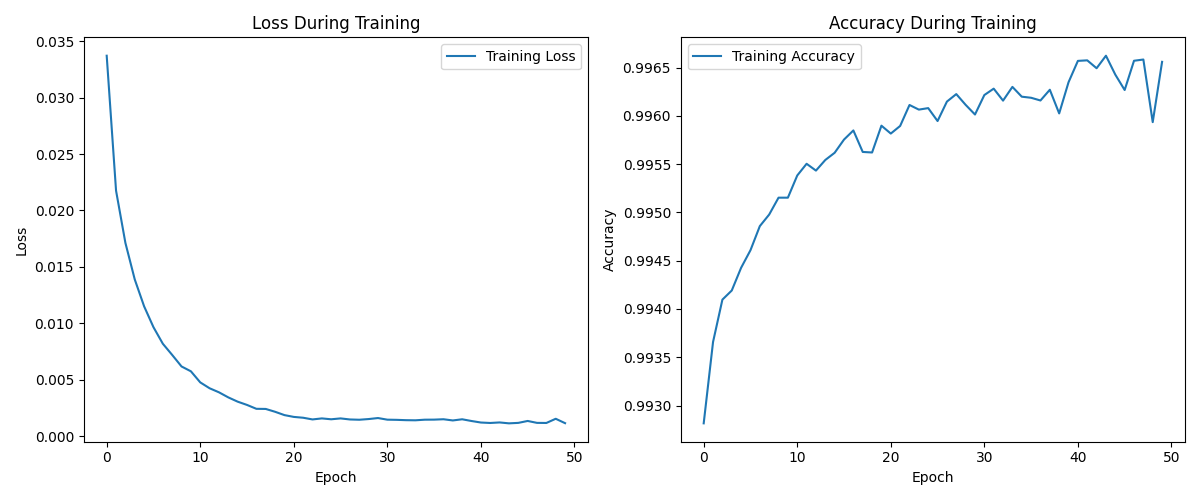 Loss During Training
0.035
0.030
0.025
0.020
0.015
0.010
0.005
0.000
Loss
Training Loss
0 10 20 30 40 50
Epoch
Accuracy During Training
0.9965
0.9960
0.9955
0.9950
0.9945
0.9940
0.9935
0.9930
Accuracy
Training Accuracy
0 10 20 30 40 50
Epoch